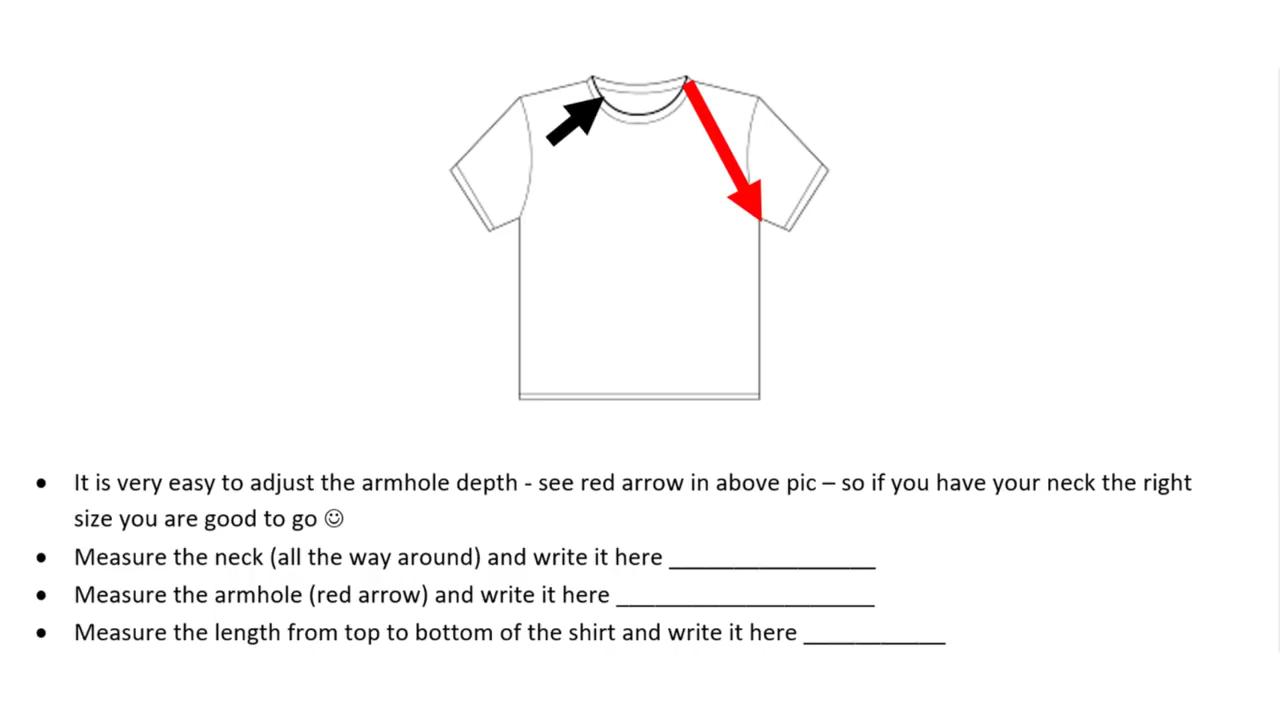 • It is very easy to adjust the armhole depth - see red arrow in above pic – so if you have your neck the right
size you are good to go ☺
• Measure the neck (all the way around) and write it here ________________
• Measure the armhole (red arrow) and write it here ____________________
• Measure the length from top to bottom of the shirt and write it here ___________